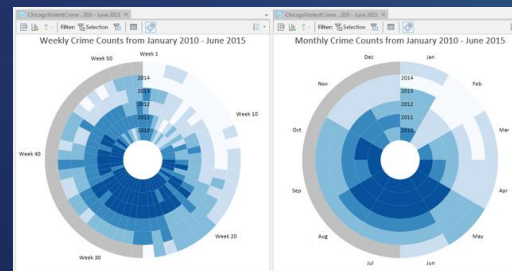 ChicagoViolentCrime ...010 - June 2015
Filter: Selection
Weekly Crime Counts from January 2010 - June 2015
Week 1
Week 50
2014
2013
2012
2011
2010
Week 10
Week 40
Week 20
Week 30
ChicagoViolentCrime ...010 - June 2015
Filter: Selection
Monthly Crime Counts from January 2010 - June 2015
Dec
Jan
Nov
2014
Feb
2013
2012
2011
Oct
2010
Mar
Sep
Apr
Aug
May
Jul
Jun